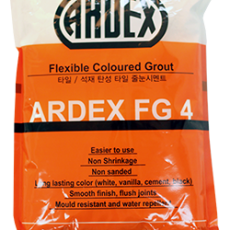 ARDEX
Flexible Coloured Grout
타일 / 석재 탄성 타일 줄눈시멘트
ARDEX FG 4
Easier to use
Non Shrinkage
Non sanded
Long lasting color (white, vanilla, cement, black)
Smooth finish, flush joints
Mould resistant and water repellent